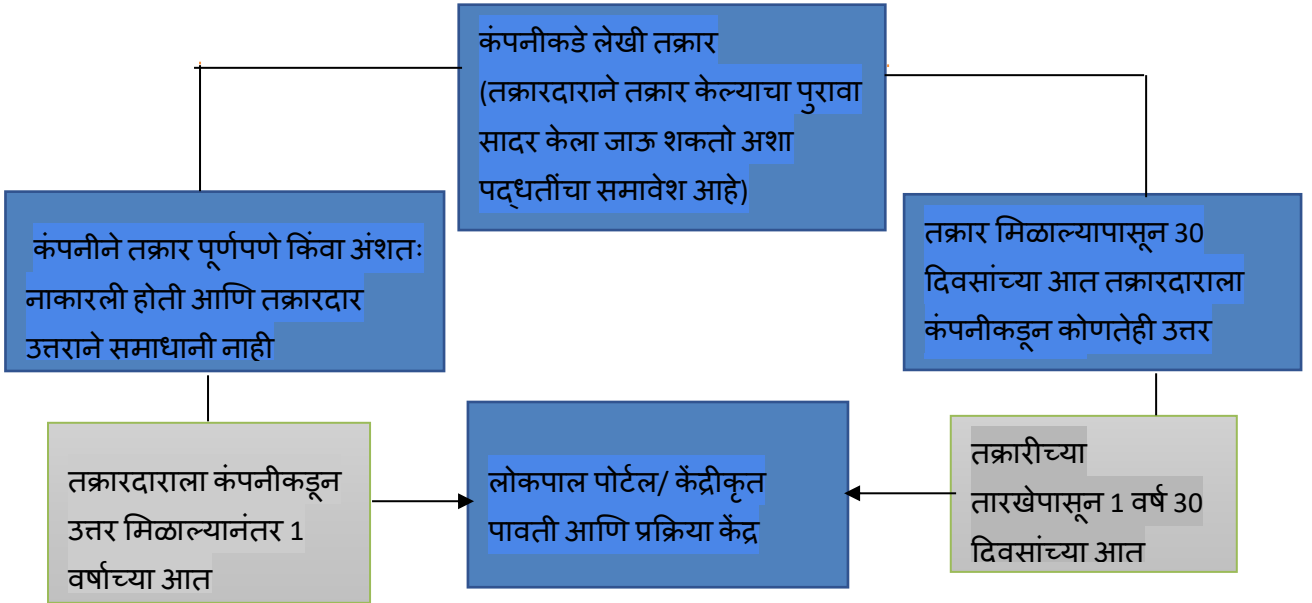 कंपनीकडे लेखी तक्रार
(तक्रारदाराने तक्रार केल्याचा पुरावा
सादर केला जाऊ शकतो अशा
पद्धतींचा समावेश आहे)
कंपनीने तक्रार पूर्णपणे किंवा अंशतः
नाकारली होती आणि तक्रारदार
उत्तराने समाधानी नाही
तक्रार मिळाल्यापासून 30
दिवसांच्या आत तक्रारदाराला
कंपनीकडून कोणतेही उत्तर
तक्रारदाराला कंपनीकडून
उत्तर मिळाल्यानंतर 1
वर्षाच्या आत
लोकपाल पोर्टल/ केंद्रीकृत
पावती आणि प्रक्रिया केंद्र
तक्रारीच्या
तारखेपासून 1 वर्ष 30
दिवसांच्या आत